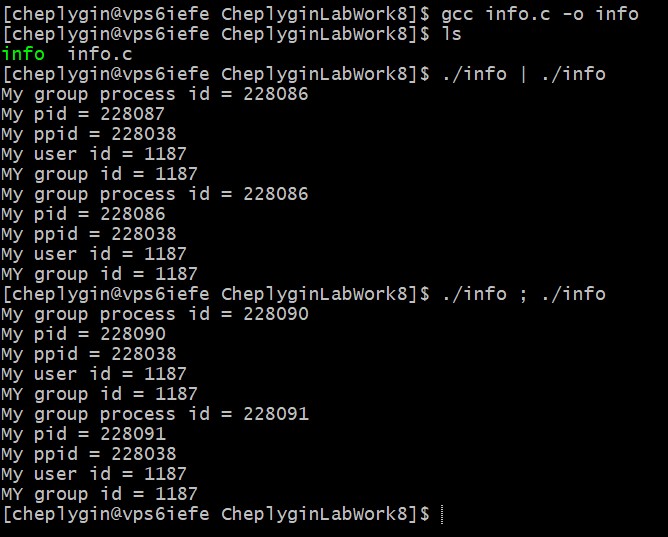 [cheplygin@vps6iefe CheplyginLabWork8]$ gcc info.c -o info
[cheplygin@vps6iefe CheplyginLabWork8]$ ls
info  info.c
[cheplygin@vps6iefe CheplyginLabWork8]$ ./info | ./info
My group process id = 228086
My pid = 228087
My ppid = 228038
My user id = 1187
MY group id = 1187
My group process id = 228086
My pid = 228086
My ppid = 228038
My user id = 1187
MY group id = 1187
[cheplygin@vps6iefe CheplyginLabWork8]$ ./info ; ./info
My group process id = 228090
My pid = 228090
My ppid = 228038
My user id = 1187
MY group id = 1187
My group process id = 228091
My pid = 228091
My ppid = 228038
My user id = 1187
MY group id = 1187
[cheplygin@vps6iefe CheplyginLabWork8]$